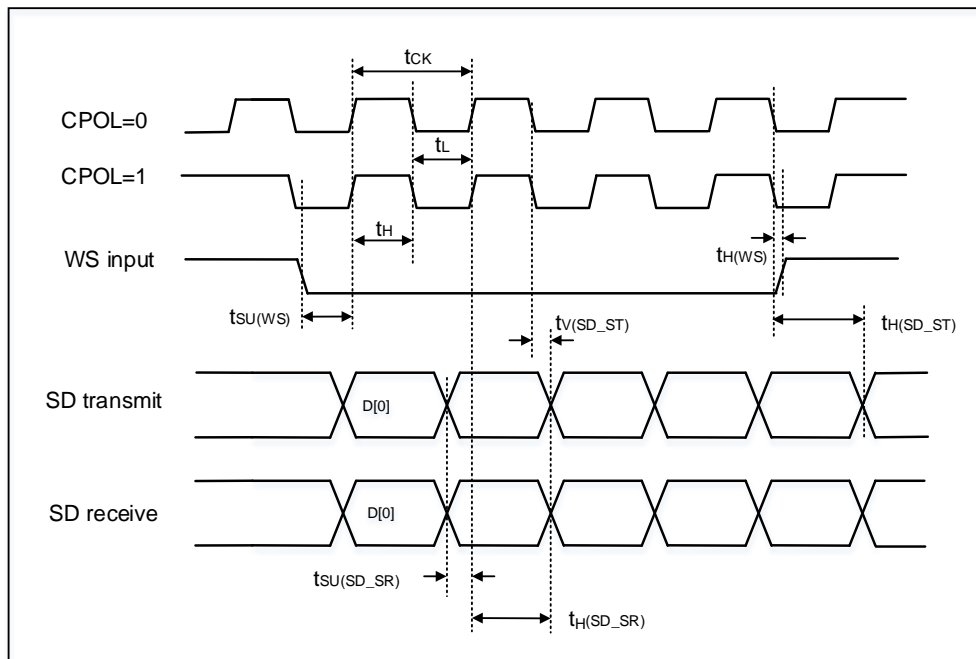 tCK
CPOL=0
tL
CPOL=1
tH
tH(WS)
WS input
tSU(WS)
tV(SD_ST)
tH(SD_ST)
SD transmit
D[0]
SD receive
D[0]
tSU(SD_SR)
tH(SD_SR)